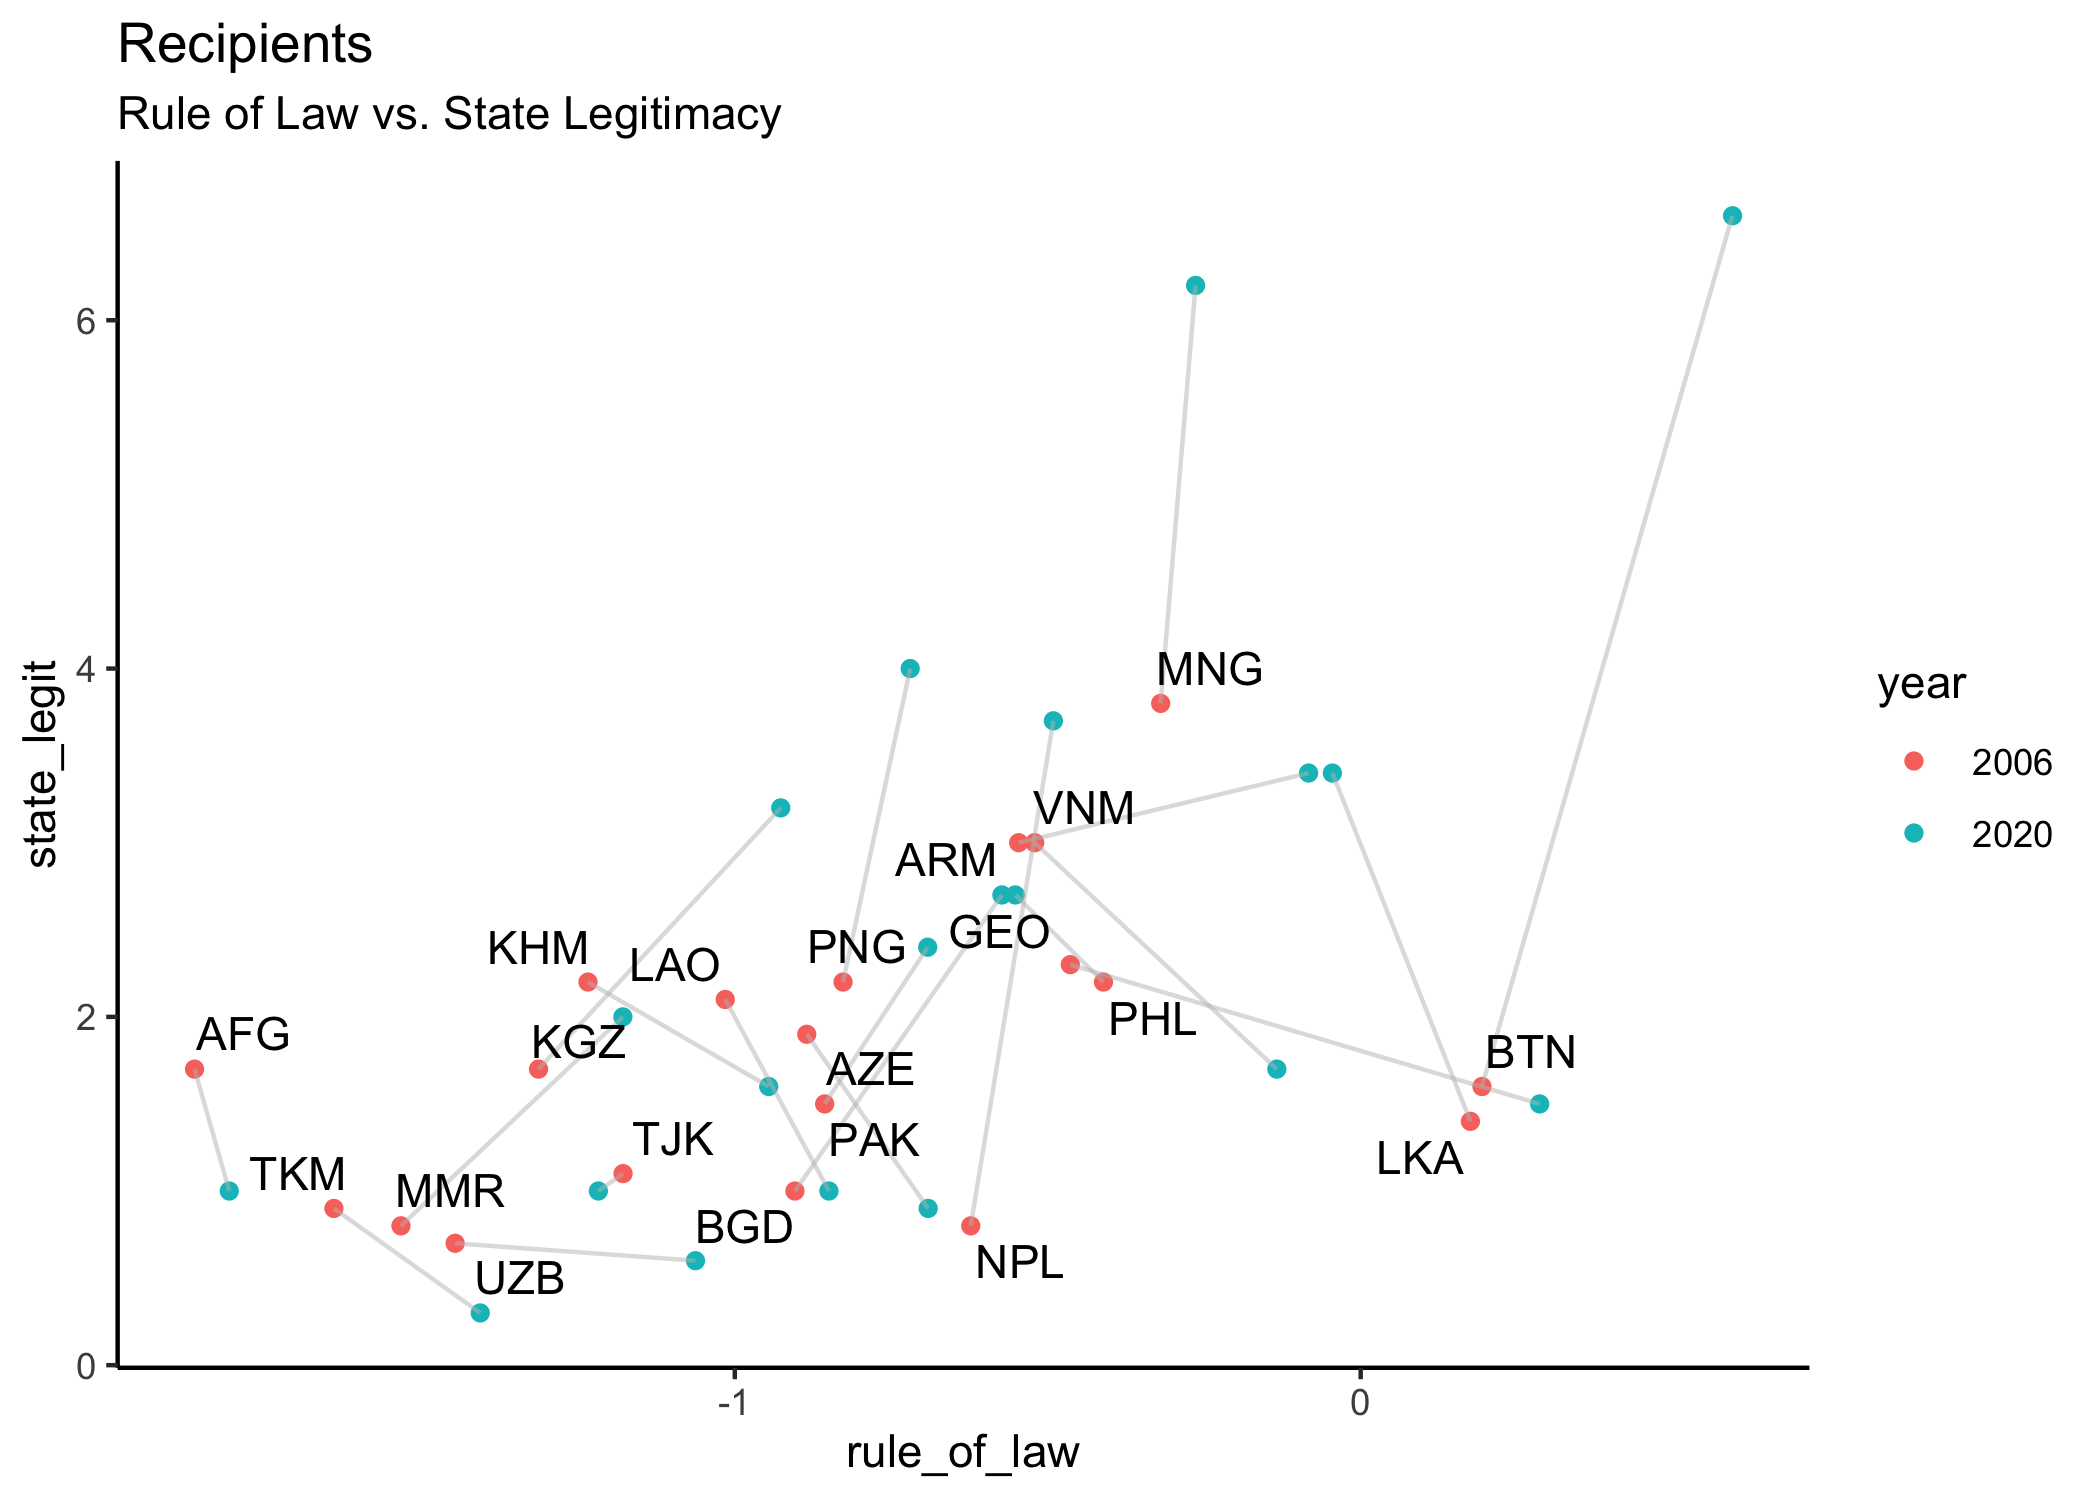 Recipients
Rule of Law vs. State Legitimacy
6
4
2
0
state_legit
MNG
VNM
ARM
GEO
PNG
KHM
LAO
PHL
AFG
KGZ
BTN
AZE
TJK
PAK
LKA
TKM
MMR
BGD
NPL
UZB
-1
0
rule_of_law
year
2006
2020